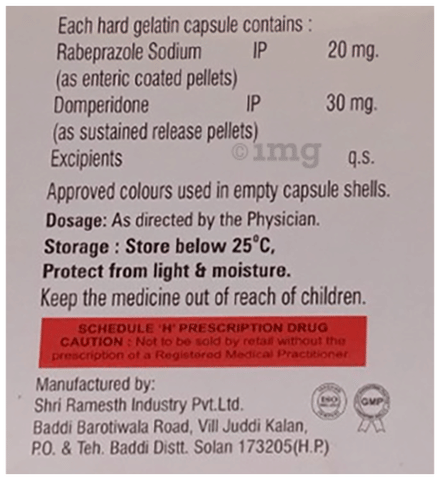 Each hard gelatin capsule contains :
Rabeprazole Sodium IP 20 mg.
(as enteric coated pellets)
Domperidone IP 30 mg.
(as sustained release pellets)
Excipients q.s.
©1mg
Approved colours used in empty capsule shells.
Dosage: As directed by the Physician.
Storage : Store below 25°C,
Protect from light & moisture.
Keep the medicine out of reach of children.
SCHEDULE 'H' PRESCRIPTION DRUG
CAUTION : Not to be sold by retail without the
prescription of a Registered Medical Practitioner
Manufactured by:
Shri Ramesth Industry Pvt.Ltd.
Baddi Barotiwala Road, Vill Juddi Kalan,
P.O. & Teh. Baddi Distt. Solan 173205(H.P.)
ISO
GMP